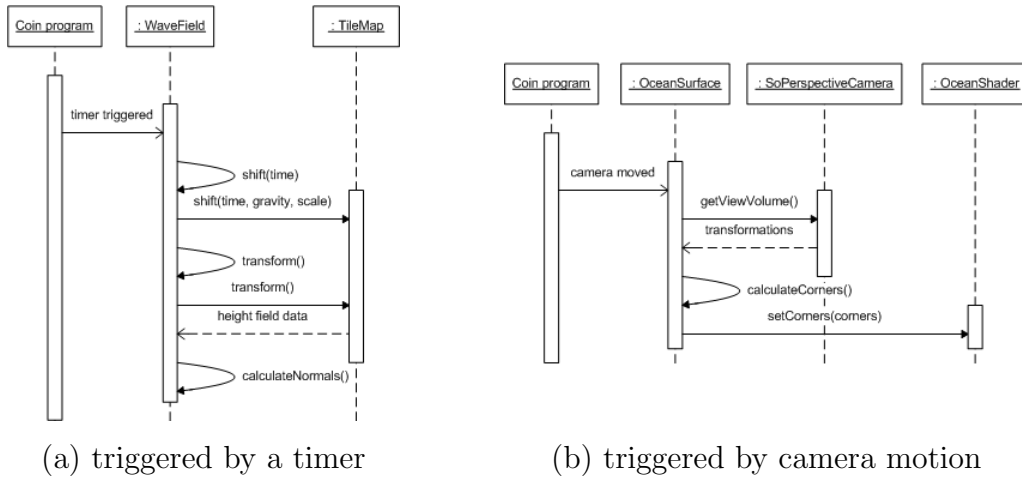 Coin program
: WaveField
: TileMap
timer triggered
shift(time)
shift(time, gravity, scale)
transform()
transform()
height field data
calculateNormals()
(a) triggered by a timer
Coin program
: OceanSurface
: SoPerspectiveCamera
: OceanShader
camera moved
getViewVolume()
transformations
calculateCorners()
setCorners(corners)
(b) triggered by camera motion